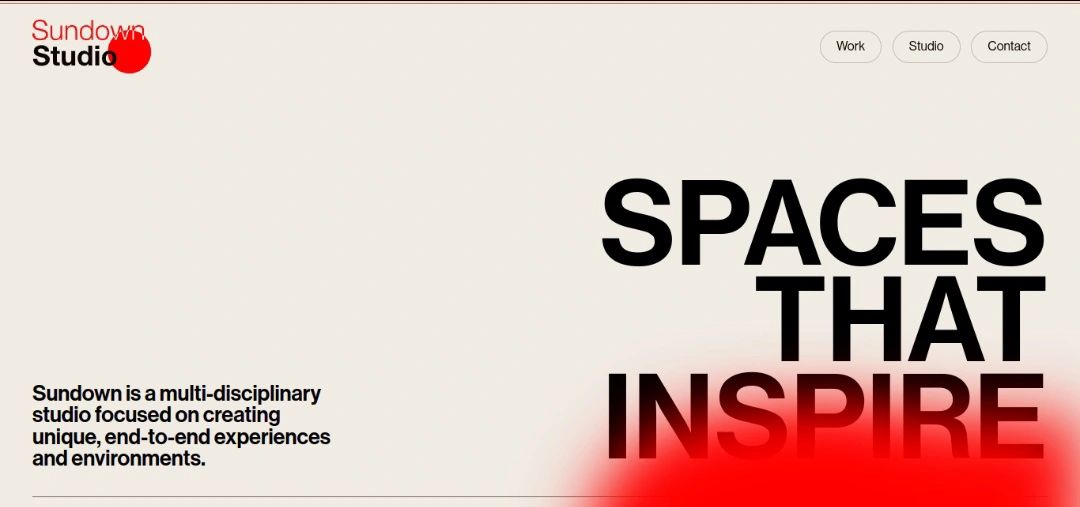 Sundown
Studio
Work
Studio
Contact
SPACES
THAT
INSPIRE
Sundown is a multi-disciplinary
studio focused on creating
unique, end-to-end experiences
and environments.